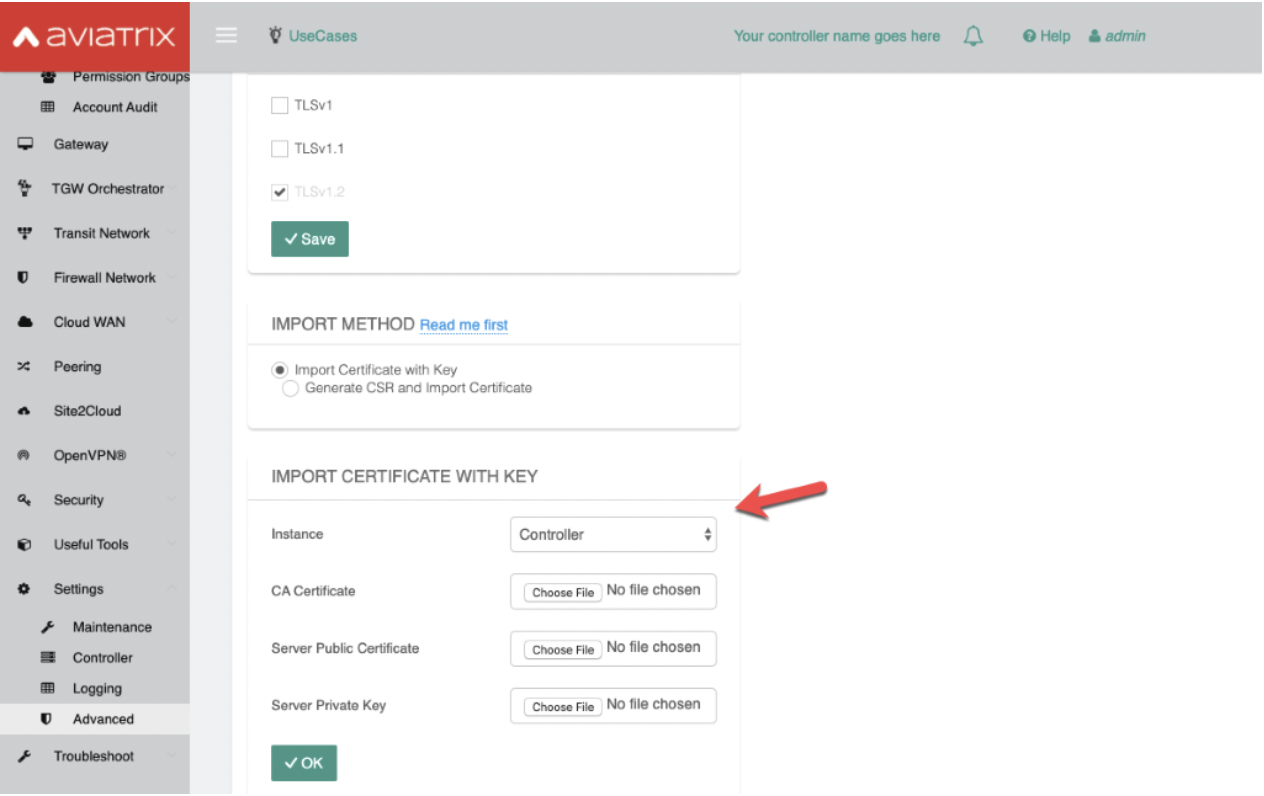 aviatrix
UseCases
Your controller name goes here
Help
admin
Permission Groups
Account Audit
Gateway
TGW Orchestrator
Transit Network
Firewall Network
Cloud WAN
Peering
Site2Cloud
OpenVPN®
Security
Useful Tools
Settings
Maintenance
Controller
Logging
Advanced
Troubleshoot
TLSv1
TLSv1.1
TLSv1.2
Save
IMPORT METHOD Read me first
Import Certificate with Key
Generate CSR and Import Certificate
IMPORT CERTIFICATE WITH KEY
Instance Controller
CA Certificate Choose File No file chosen
Server Public Certificate Choose File No file chosen
Server Private Key Choose File No file chosen
OK